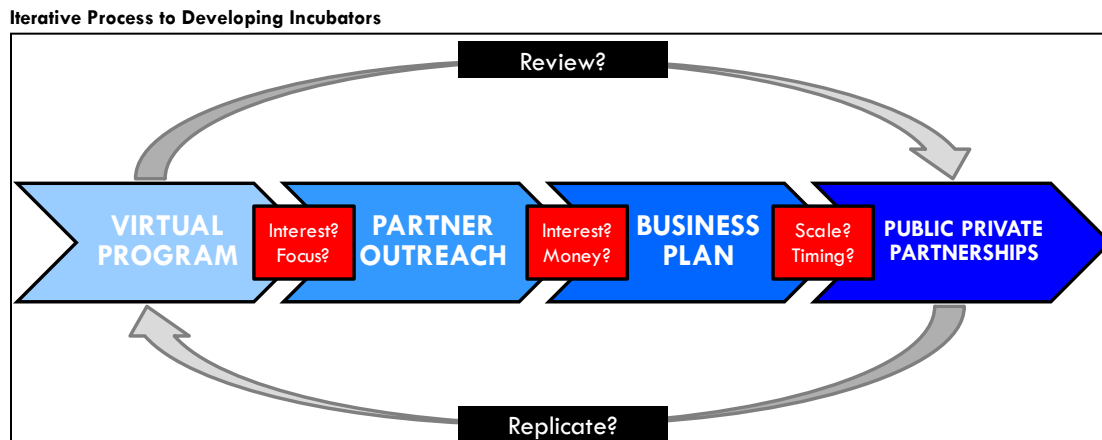 Iterative Process to Developing Incubators
Review?
VIRTUAL
PROGRAM
Interest?
Focus?
PARTNER
OUTREACH
Interest?
Money?
BUSINESS
PLAN
Scale?
Timing?
PUBLIC PRIVATE
PARTNERSHIPS
Replicate?